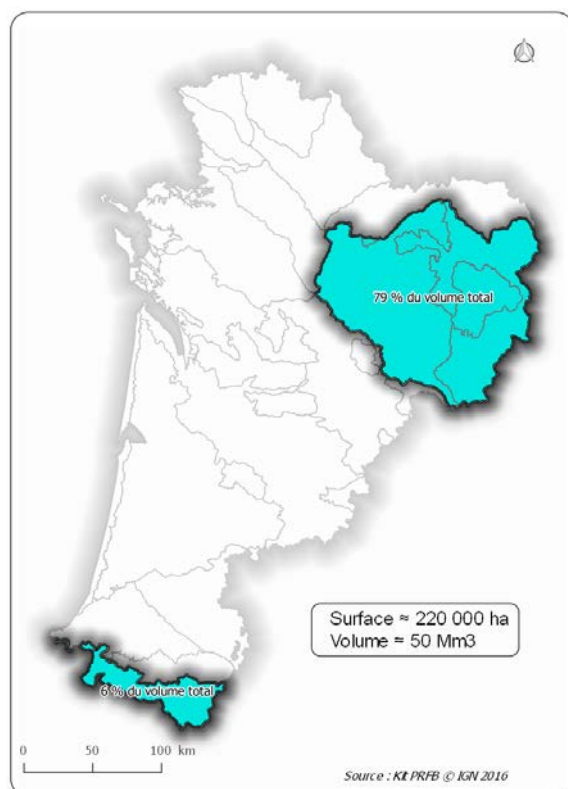 79 % du volume total
Surface ≈ 220 000 ha
Volume ≈ 50 Mm3
6 % du volume total
0 50 100 km
Source : Kit PRFB © IGN 2016